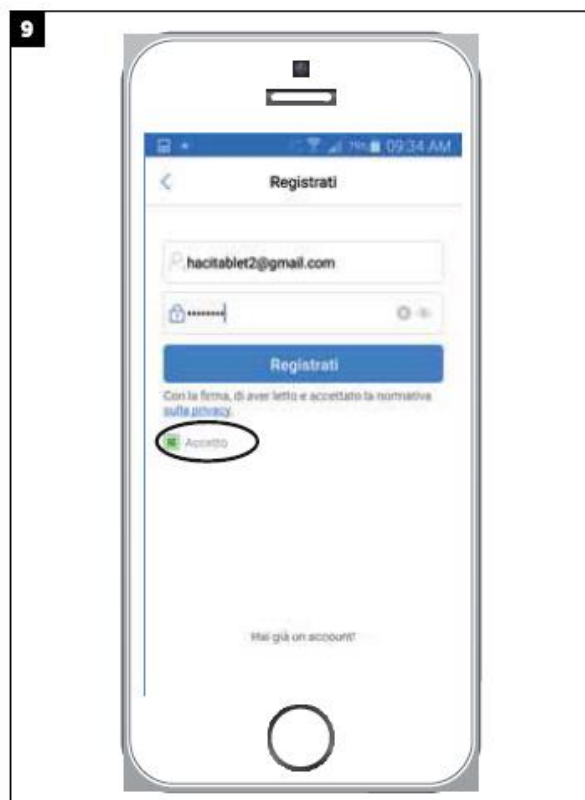 9
79% 09:34 AM
Registrati
hacitablet2@gmail.com
Registrati
Con la firma, di aver letto e accettato la normativa
sulla privacy.
Accetto
Hai già un account?